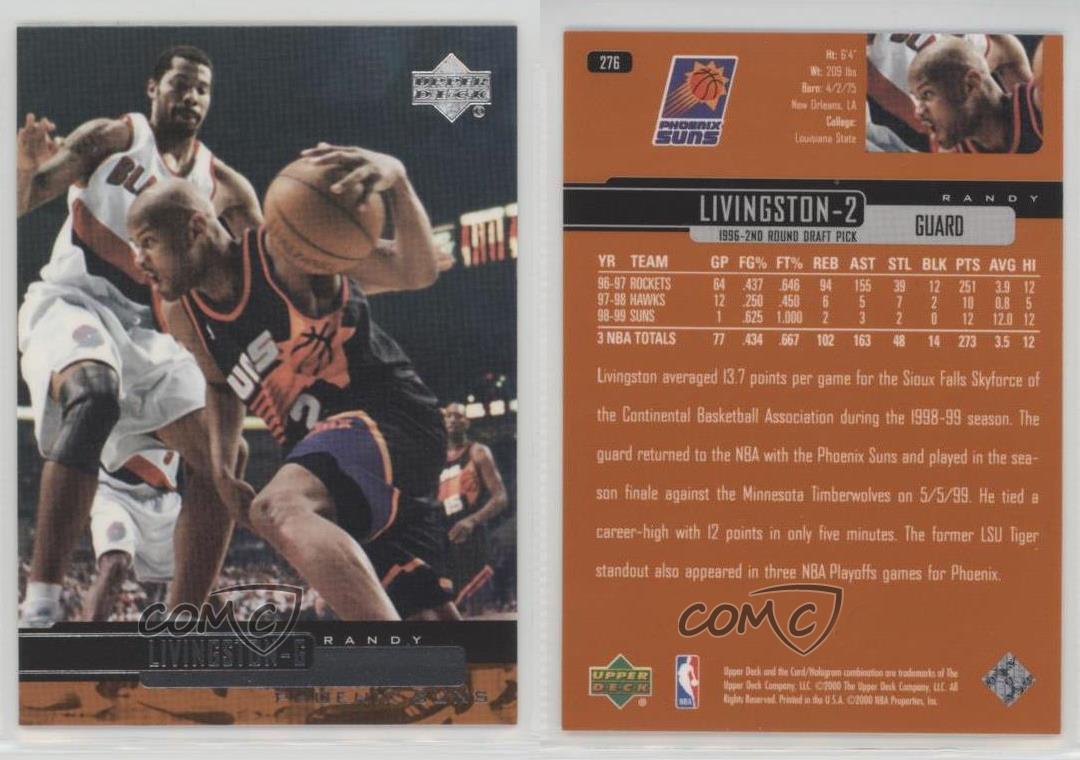 UPPER
DECK
BL
UNS
2
COMC
RANDY
LIVINGSTON-G
PHOENIX SUNS
276
PHOENIX
SUNS
Ht: 6'4"
Wt: 209 lbs
Born: 4/2/75
New Orleans, LA
College:
Louisiana State
RANDY
LIVINGSTON-2
GUARD
1996-2ND ROUND DRAFT PICK
YR TEAM GP FG% FT% REB AST STL BLK PTS AVG HI
96-97 ROCKETS 64 .437 .646 94 155 39 12 251 3.9 12
97-98 HAWKS 12 .250 .450 6 5 7 2 10 0.8 5
98-99 SUNS 1 .625 1.000 2 3 2 0 12 12.0 12
3 NBA TOTALS 77 .434 .667 102 163 48 14 273 3.5 12
Livingston averaged 13.7 points per game for the Sioux Falls Skyforce of
the Continental Basketball Association during the 1998-99 season. The
guard returned to the NBA with the Phoenix Suns and played in the sea-
son finale against the Minnesota Timberwolves on 5/5/99. He tied a
career-high with 12 points in only five minutes. The former LSU Tiger
standout also appeared in three NBA Playoffs games for Phoenix.
COMC
UPPER
DECK
NBA
Upper Deck and the Card/Hologram combination are trademarks of The
Upper Deck Company, LLC. ©2000 The Upper Deck Company, LLC. All
Rights Reserved. Printed in the U.S.A. ©2000 NBA Properties, Inc.